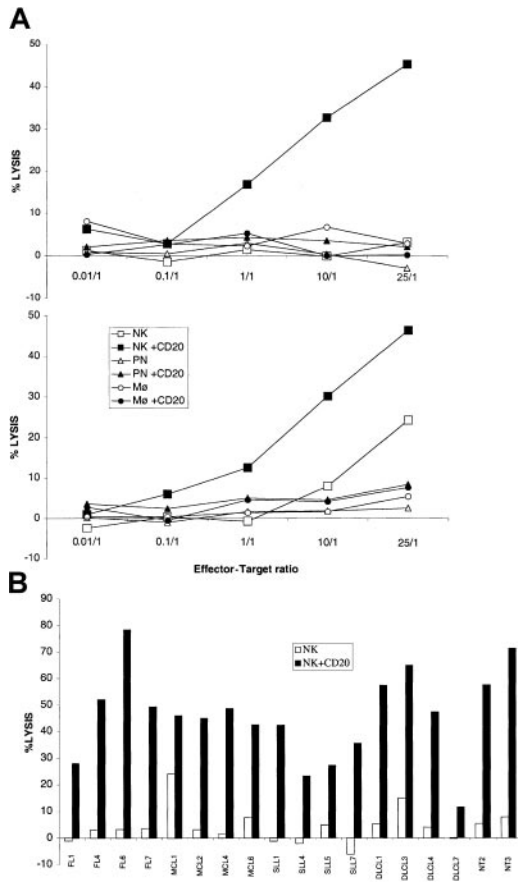 A
50
40
30
20
10
0
-10
% LYSIS
0.01/1 0.1/1 1/1 10/1 25/1
50
40
30
20
10
0
-10
% LYSIS
NK
NK +CD20
PN
PN +CD20
Mø
Mø +CD20
0.01/1 0.1/1 1/1 10/1 25/1
Effector-Target ratio
B
90
80
70
60
50
40
30
20
10
0
-10
%LYSIS
NK
NK+CD20
FL1 FL4 FL6 FL7 MCL1 MCL2 MCL4 MCL6 SLL1 SLL4 SLL5 SLL7 DLCL1 DLCL3 DLCL4 DLCL7 NT2 NT3